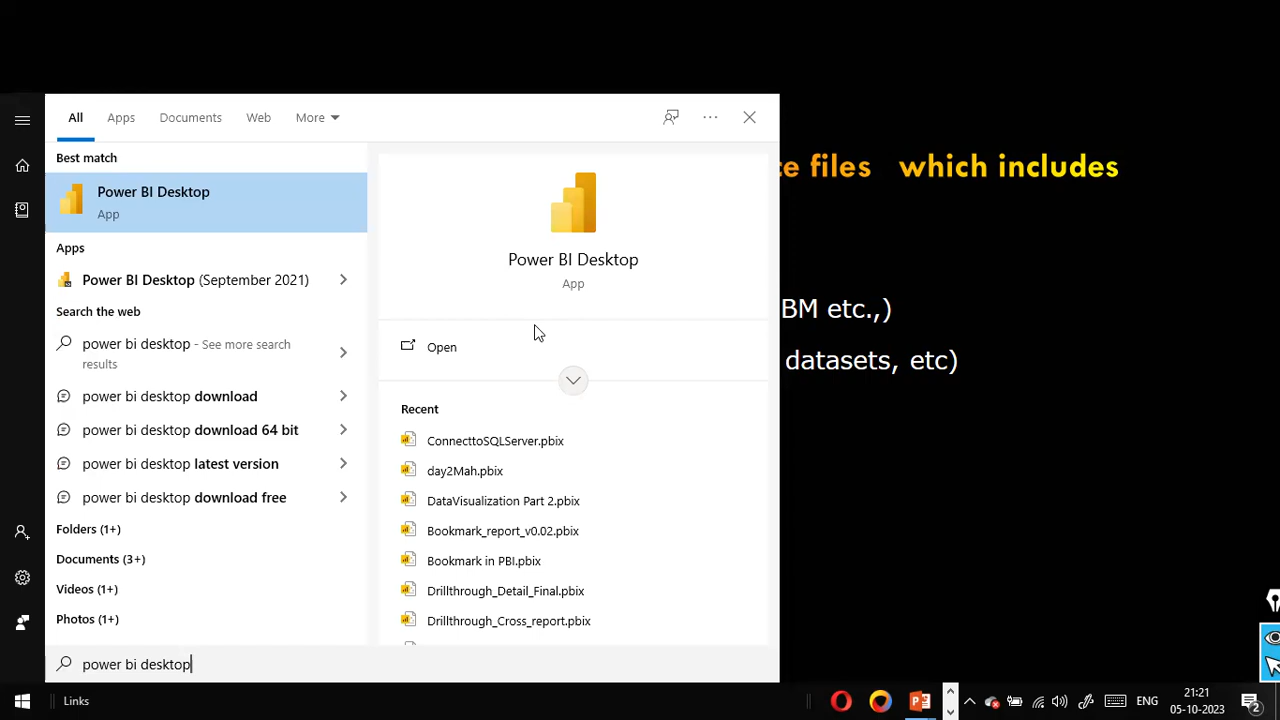 All
Apps
Documents
Web
More
Best match
Power BI Desktop
App
Apps
Power BI Desktop (September 2021)
Search the web
power bi desktop - See more search
results
power bi desktop download
power bi desktop download 64 bit
power bi desktop latest version
power bi desktop download free
Folders (1+)
Documents (3+)
Videos (1+)
Photos (1+)
power bi desktop
Power BI Desktop
App
Open
Recent
ConnecttoSQLServer.pbix
day2Mah.pbix
DataVisualization Part 2.pbix
Bookmark_report_v0.02.pbix
Bookmark in PBI.pbix
Drillthrough_Detail_Final.pbix
Drillthrough_Cross_report.pbix
files which includes
BM etc.,)
datasets, etc)
Links
ENG
21:21
05-10-2023
2